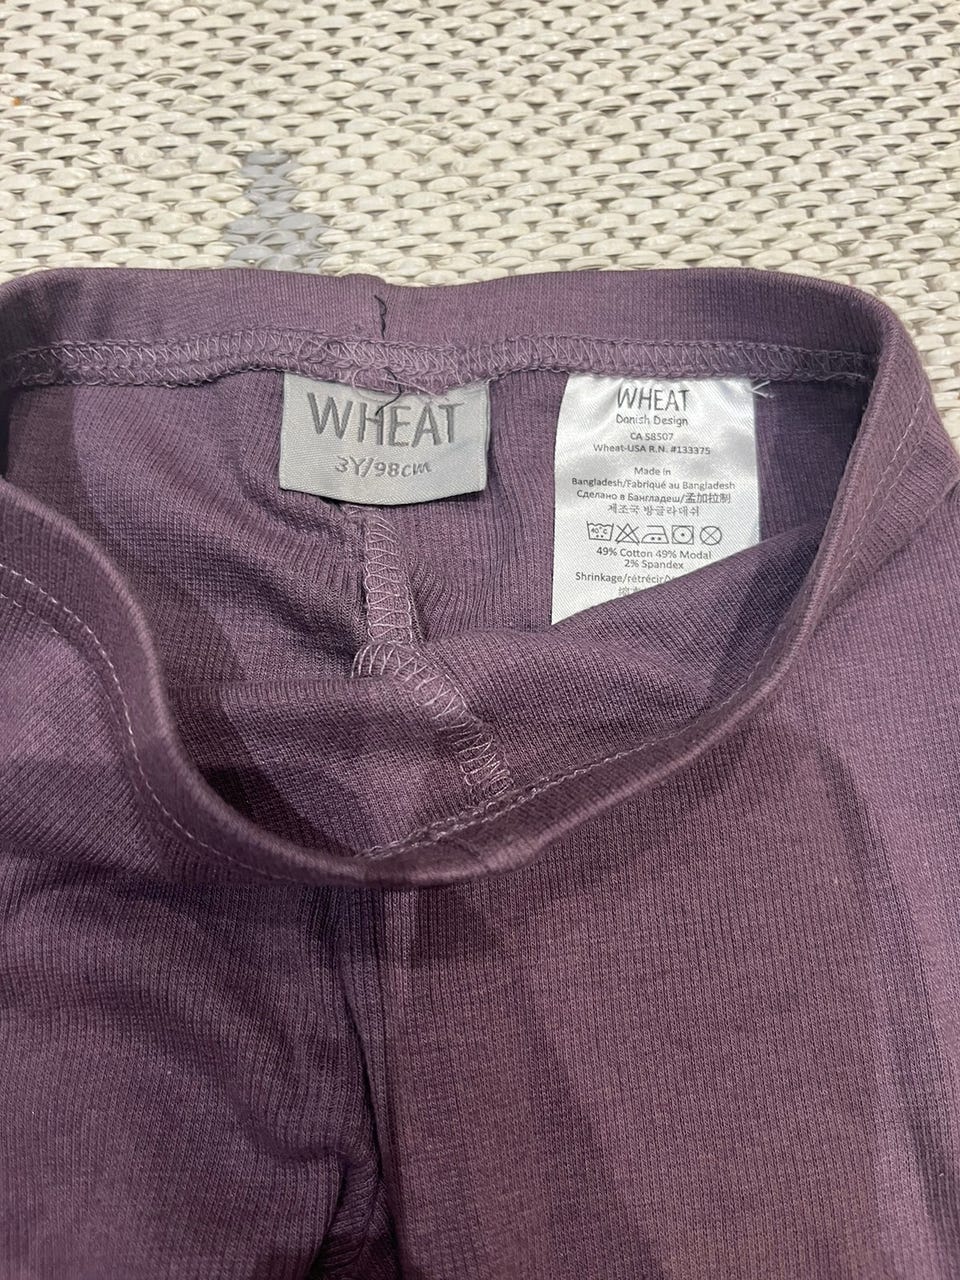 WHEAT
3Y/98cm
WHEAT
Danish Design
CA 58507
Wheat-USA R.N. #133375
Made in
Bangladesh/Fabriqué au Bangladesh
Сделано в Бангладеш/孟加拉制
제조국 방글라데쉬
40°C
49% Cotton 49% Modal
2% Spandex
Shrinkage/rétrécir/